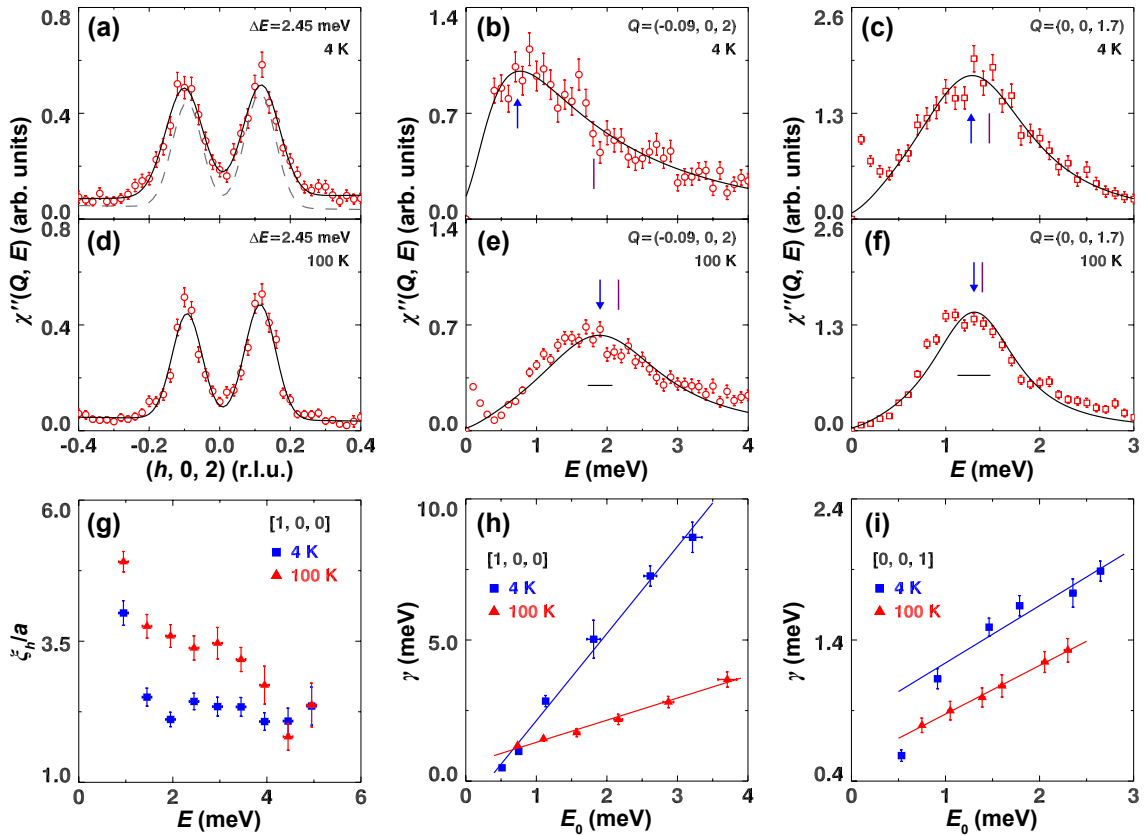 (a) ΔE=2.45 meV
4 K
0.8
0.4
0.0
(b) Q=(-0.09, 0, 2)
4 K
1.4
0.7
0.0
(c) Q=(0, 0, 1.7)
4 K
2.6
1.3
0.0
χ′′(Q, E) (arb. units)
χ′′(Q, E) (arb. units)
χ′′(Q, E) (arb. units)
(d) ΔE=2.45 meV
100 K
0.8
0.4
0.0
-0.4 -0.2 0.0 0.2 0.4
(h, 0, 2) (r.l.u.)
(e) Q=(-0.09, 0, 2)
100 K
1.4
0.7
0.0
0 1 2 3 4
E (meV)
(f) Q=(0, 0, 1.7)
100 K
2.6
1.3
0.0
0 1 2 3
E (meV)
(g)
[1, 0, 0]
4 K
100 K
6.0
3.5
1.0
ξh/a
0 2 4 6
E (meV)
(h)
[1, 0, 0]
4 K
100 K
10.0
5.0
0.0
γ (meV)
0 1 2 3 4
E0 (meV)
(i)
[0, 0, 1]
4 K
100 K
2.4
1.4
0.4
γ (meV)
0 1 2 3
E0 (meV)